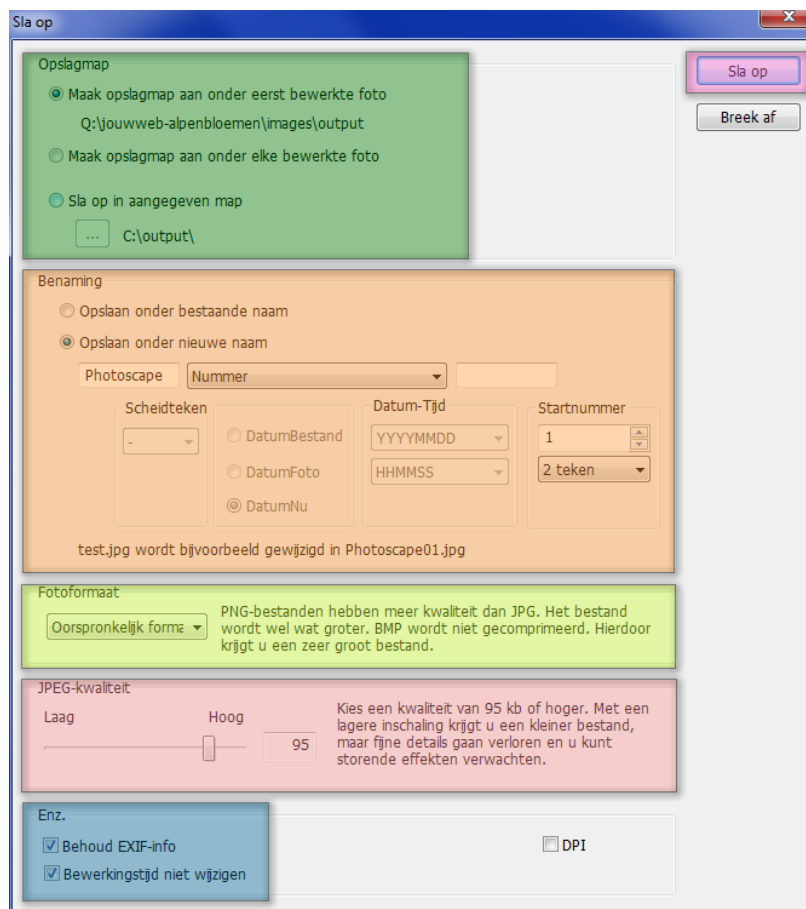 Sla op
Sla op
Breek af
Opslagmap
Maak opslagmap aan onder eerst bewerkte foto
Q:\jouwweb-alpenbloemen\images\output
Maak opslagmap aan onder elke bewerkte foto
Sla op in aangegeven map
... C:\output\
Benaming
Opslaan onder bestaande naam
Opslaan onder nieuwe naam
Photoscape Nummer
Scheidteken
-
DatumBestand
DatumFoto
DatumNu
Datum-Tijd
YYYYMMDD
HHMMSS
Startnummer
1
2 teken
test.jpg wordt bijvoorbeeld gewijzigd in Photoscape01.jpg
Fotoformaat
Oorspronkelijk forma
PNG-bestanden hebben meer kwaliteit dan JPG. Het bestand
wordt wel wat groter. BMP wordt niet gecomprimeerd. Hierdoor
krijgt u een zeer groot bestand.
JPEG-kwaliteit
Laag Hoog
95
Kies een kwaliteit van 95 kb of hoger. Met een
lagere inschaling krijgt u een kleiner bestand,
maar fijne details gaan verloren en u kunt
storende effekten verwachten.
Enz.
Behoud EXIF-info
DPI
Bewerkingstijd niet wijzigen